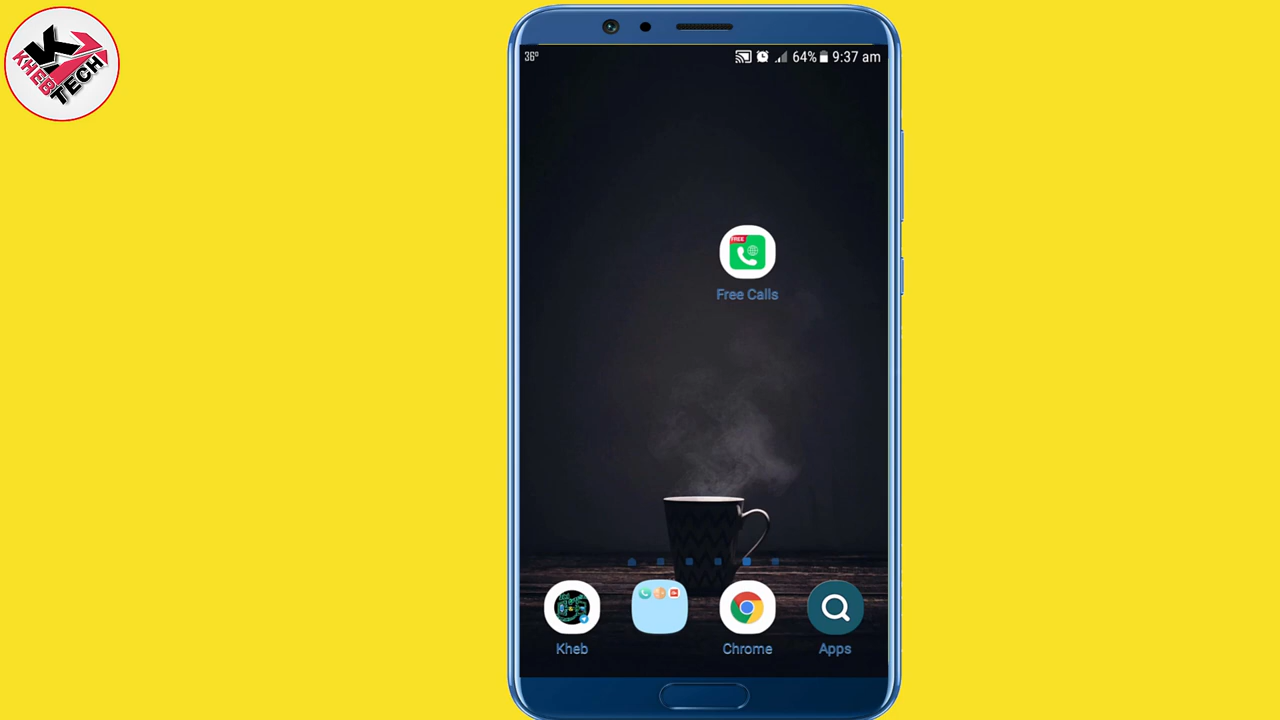 K
KHEB
TECH
36°
64% 9:37 am
FREE
Free Calls
Kheb
Chrome
Apps